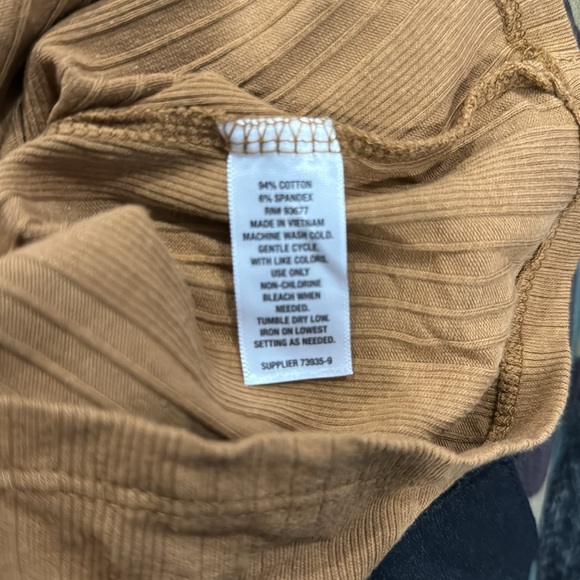 94% COTTON
6% SPANDEX
RN# 93677
MADE IN VIETNAM
MACHINE WASH COLD.
GENTLE CYCLE.
WITH LIKE COLORS.
USE ONLY
NON-CHLORINE
BLEACH WHEN
NEEDED.
TUMBLE DRY LOW.
IRON ON LOWEST
SETTING AS NEEDED.
SUPPLIER 73935-9